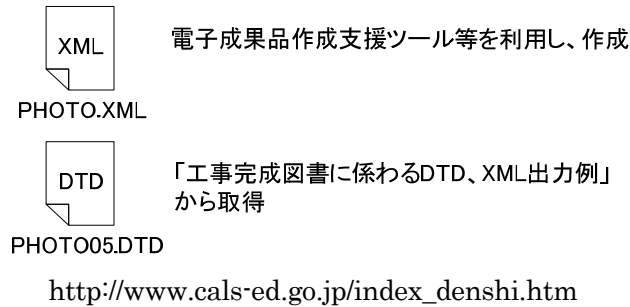 XML
電子成果品作成支援ツール等を利用し、作成
PHOTO.XML
DTD
「工事完成図書に係わるDTD、XML出力例」
から取得
PHOTO05.DTD
http://www.cals-ed.go.jp/index_denshi.htm